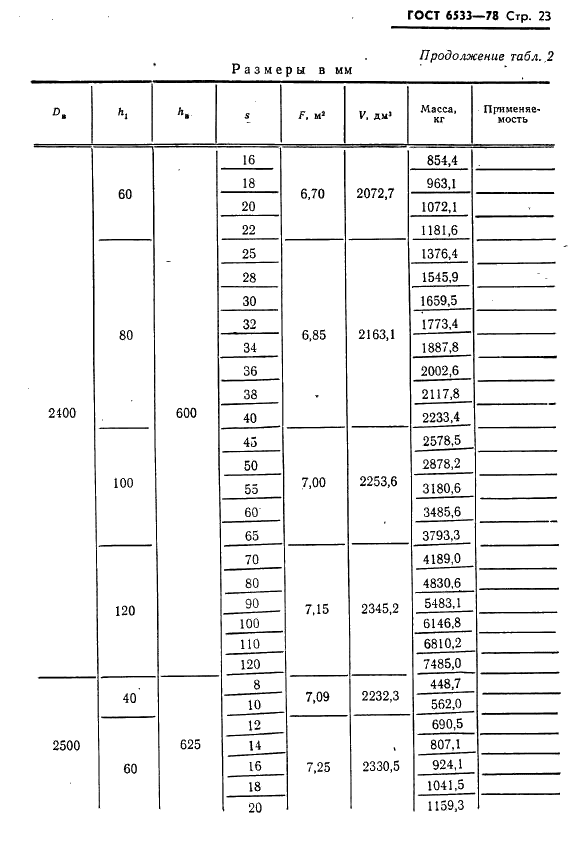 ГОСТ 6533—78 Стр. 23
Продолжение табл. 2
Размеры в мм
Dв h1 hв s F, м² V, дм³ Масса, кг Применяемость
2400 60 600 16 6,70 2072,7 854,4
18 963,1
20 1072,1
22 1181,6
80 25 6,85 2163,1 1376,4
28 1545,9
30 1659,5
32 1773,4
34 1887,8
36 2002,6
38 2117,8
40 2233,4
100 45 7,00 2253,6 2578,5
50 2878,2
55 3180,6
60 3485,6
65 3793,3
120 70 7,15 2345,2 4189,0
80 4830,6
90 5483,1
100 6146,8
110 6810,2
120 7485,0
2500 40 625 8 7,09 2232,3 448,7
10 562,0
60 12 7,25 2330,5 690,5
14 807,1
16 924,1
18 1041,5
20 1159,3